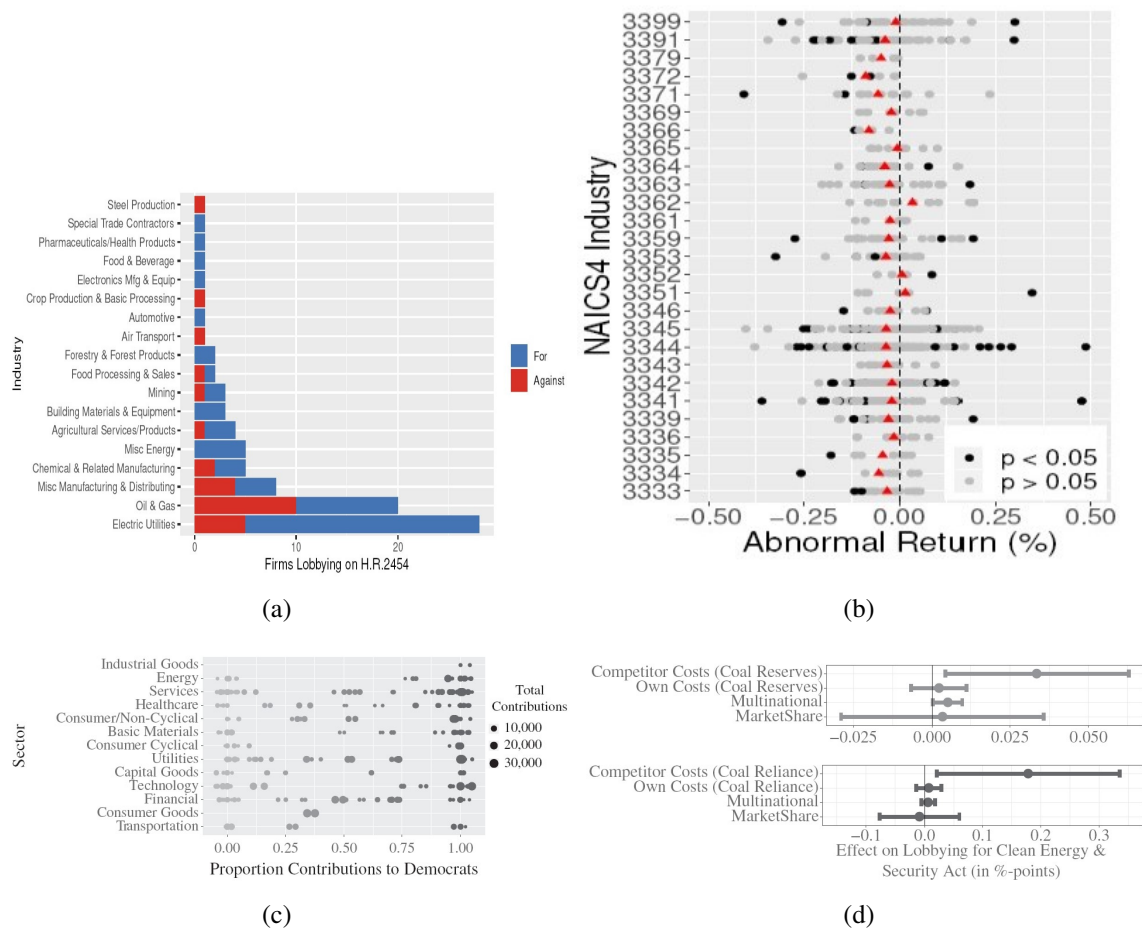 Steel Production
Special Trade Contractors
Pharmaceuticals/Health Products
Food & Beverage
Electronics Mfg & Equip
Crop Production & Basic Processing
Automotive
Air Transport
Forestry & Forest Products
Food Processing & Sales
Mining
Building Materials & Equipment
Agricultural Services/Products
Misc Energy
Chemical & Related Manufacturing
Misc Manufacturing & Distributing
Oil & Gas
Electric Utilities
Industry
0 10 20
Firms Lobbying on H.R.2454
For
Against
(a)
NAICS4 Industry
3399
3391
3379
3372
3371
3369
3366
3365
3364
3363
3362
3361
3359
3353
3352
3351
3346
3345
3344
3343
3342
3341
3339
3336
3335
3334
3333
p < 0.05
p > 0.05
−0.50 −0.25 0.00 0.25 0.50
Abnormal Return (%)
(b)
Sector
Industrial Goods
Energy
Services
Healthcare
Consumer/Non-Cyclical
Basic Materials
Consumer Cyclical
Utilities
Capital Goods
Technology
Financial
Consumer Goods
Transportation
0.00 0.25 0.50 0.75 1.00
Proportion Contributions to Democrats
Total
Contributions
10,000
20,000
30,000
(c)
Competitor Costs (Coal Reserves)
Own Costs (Coal Reserves)
Multinational
MarketShare
−0.025 0.000 0.025 0.050
Competitor Costs (Coal Reliance)
Own Costs (Coal Reliance)
Multinational
MarketShare
−0.1 0.0 0.1 0.2 0.3
Effect on Lobbying for Clean Energy &
Security Act (in %-points)
(d)